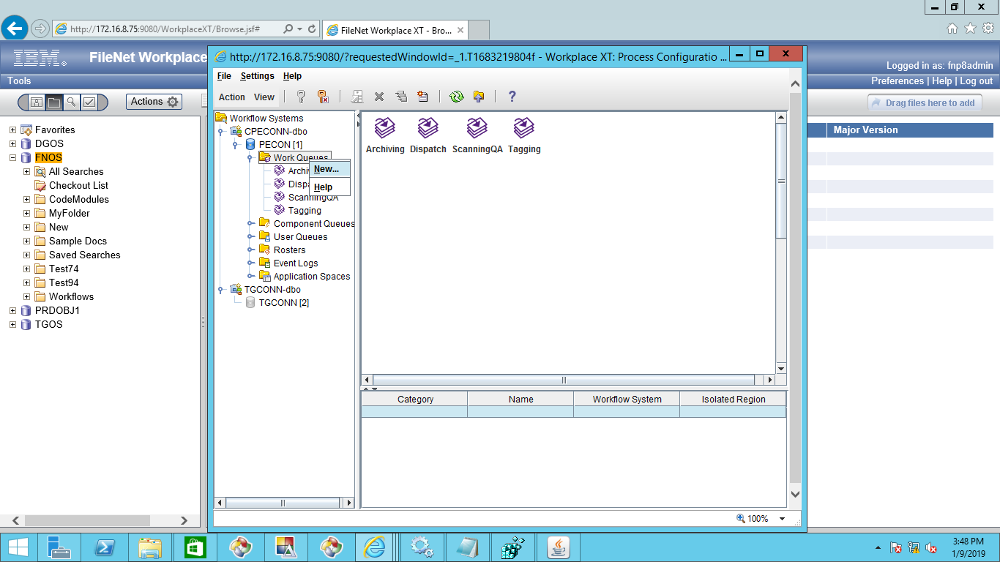 http://172.16.8.75:9080/WorkplaceXT/Browse.jsf#
FileNet Workplace XT - Bro...
IBM®
FileNet Workplace
Logged in as: fnp8admin
Tools
Preferences | Help | Log out
Actions
Drag files here to add
Major Version
Favorites
DGOS
FNOS
All Searches
Checkout List
CodeModules
MyFolder
New
Sample Docs
Saved Searches
Test74
Test94
Workflows
PRDOBJ1
TGOS
http://172.16.8.75:9080/?requestedWindowId=_1.T1683219804f - Workplace XT: Process Configuratio ...
File Settings Help
Action View
?
Workflow Systems
CPECONN-dbo
PECON [1]
Work Queues
Archi
Dispa
ScanningQA
Tagging
Component Queues
User Queues
Rosters
Event Logs
Application Spaces
TGCONN-dbo
TGCONN [2]
New...
Help
Archiving Dispatch ScanningQA Tagging
Category Name Workflow System Isolated Region
100%
3:48 PM
1/9/2019